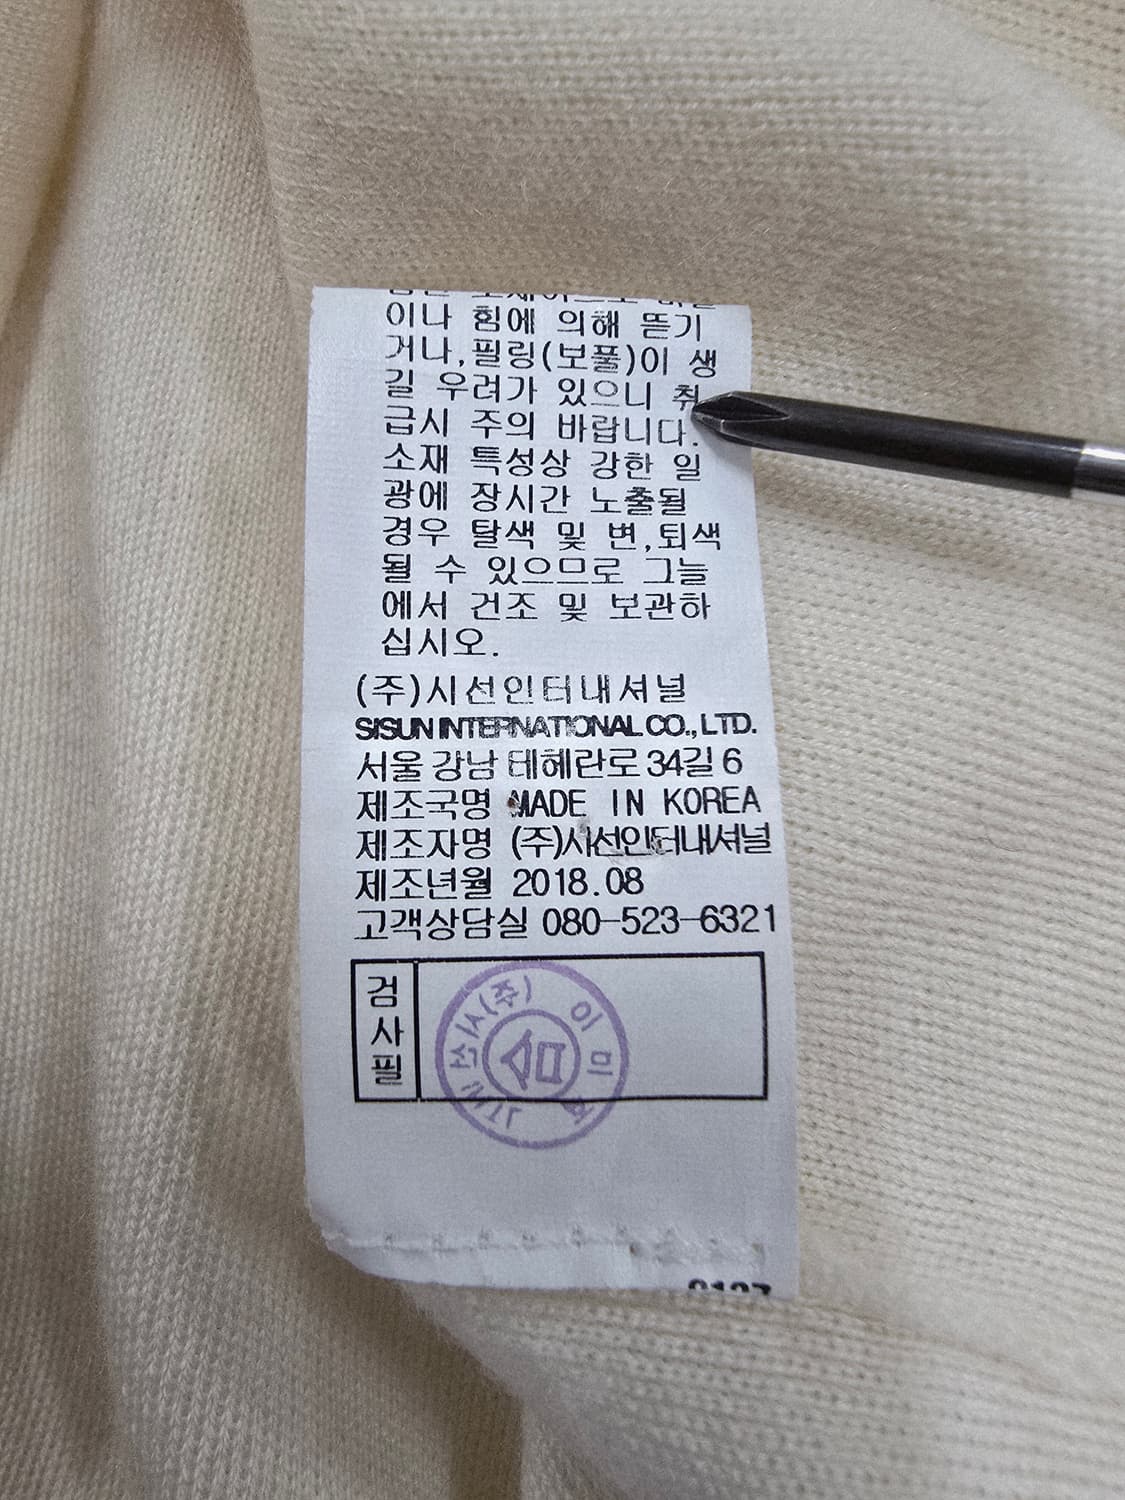 이나 힘에 의해 뜯기
거나,필링(보풀)이 생
길 우려가 있으니 취
급시 주의 바랍니다.
소재 특성상 강한 일
광에 장시간 노출될
경우 탈색 및 변,퇴색
될 수 있으므로 그늘
에서 건조 및 보관하
십시오.
(주)시선인터내셔널
SISUN INTERNATIONAL CO., LTD.
서울 강남 테헤란로 34길 6
제조국명 MADE IN KOREA
제조자명 (주)시선인터내셔널
제조년월 2018.08
고객상담실 080-523-6321
검사필
(주)시선인터